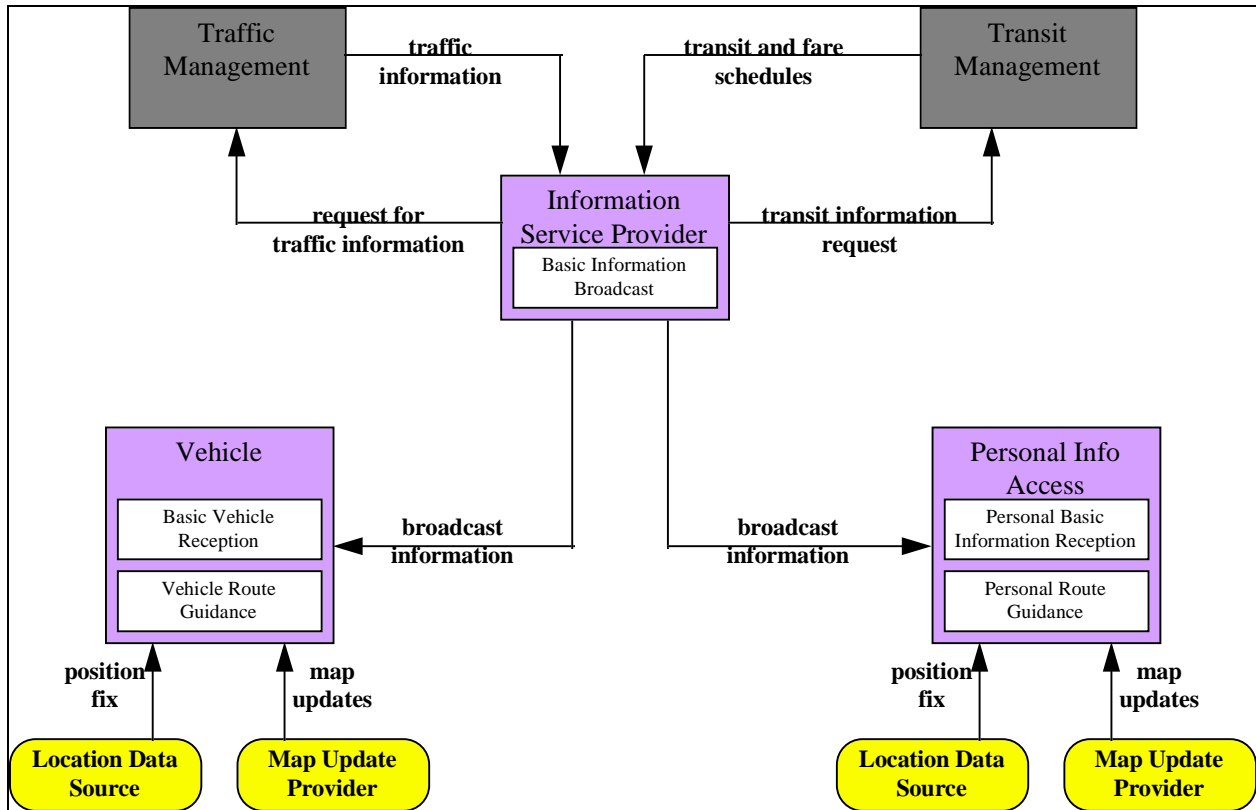 Traffic
Management
traffic
information
transit and fare
schedules
Transit
Management
request for
traffic information
Information
Service Provider
Basic Information
Broadcast
transit information
request
Vehicle
Basic Vehicle
Reception
Vehicle Route
Guidance
broadcast
information
broadcast
information
Personal Info
Access
Personal Basic
Information Reception
Personal Route
Guidance
position
fix
map
updates
position
fix
map
updates
Location Data
Source
Map Update
Provider
Location Data
Source
Map Update
Provider